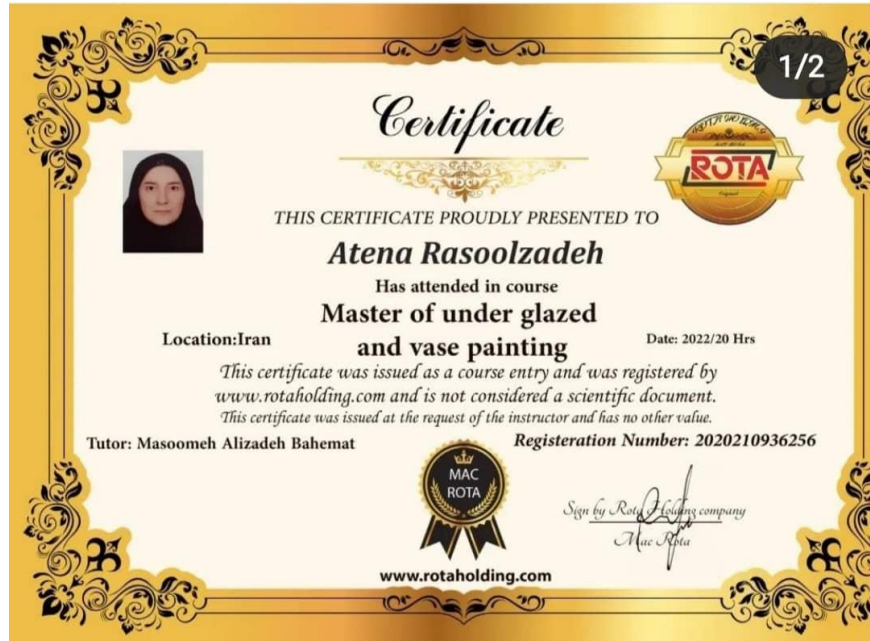 1/2
Certificate
ROTA
THIS CERTIFICATE PROUDLY PRESENTED TO
Atena Rasoolzadeh
Has attended in course
Master of under glazed
and vase painting
Location:Iran
Date: 2022/20 Hrs
This certificate was issued as a course entry and was registered by
www.rotaholding.com and is not considered a scientific document.
This certificate was issued at the request of the instructor and has no other value.
Tutor: Masoomeh Alizadeh Bahemat
Registeration Number: 2020210936256
MAC
ROTA
Sign by Rota Holding company
Mac Rota
www.rotaholding.com